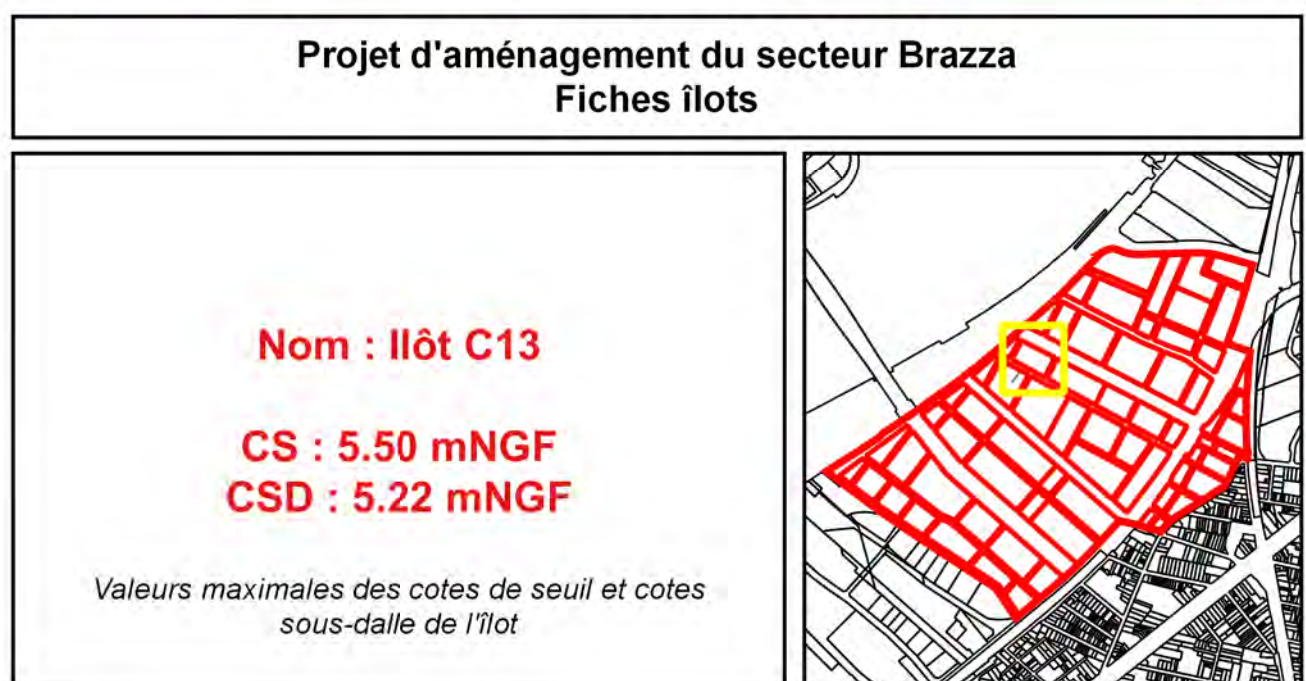 Projet d'aménagement du secteur Brazza
Fiches îlots
Nom : Ilôt C13
CS : 5.50 mNGF
CSD : 5.22 mNGF
Valeurs maximales des cotes de seuil et cotes
sous-dalle de l'îlot